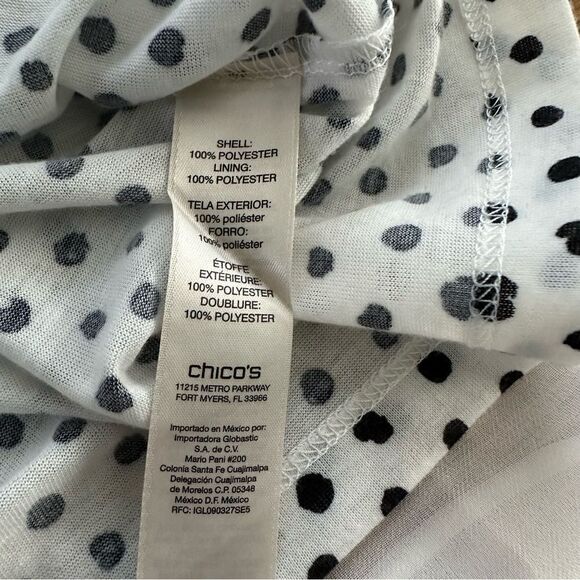 SHELL:
100% POLYESTER
LINING:
100% POLYESTER
TELA EXTERIOR:
100% poliéster
FORRO:
100% poliéster
ÉTOFFE
EXTÉRIEURE:
100% POLYESTER
DOUBLURE:
100% POLYESTER
chico's
11215 METRO PARKWAY
FORT MYERS, FL 33966
Importado en México por:
Importadora Globastic
S.A. de C.V.
Mario Pani #200
Colonia Santa Fe Cuajimalpa
Delegación Cuajimalpa
de Morelos C.P. 05348
México D.F. México
RFC: IGL090327SE5